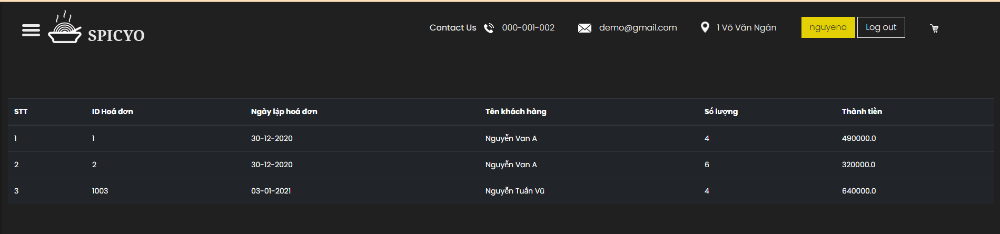 SPICYO
Contact Us 000-001-002 demo@gmail.com 1 Võ Văn Ngân nguyena Log out
STT ID Hoá đơn Ngày lập hoá đơn Tên khách hàng Số lượng Thành tiền
1 1 30-12-2020 Nguyễn Van A 4 490000.0
2 2 30-12-2020 Nguyễn Van A 6 320000.0
3 1003 03-01-2021 Nguyễn Tuấn Vũ 4 640000.0